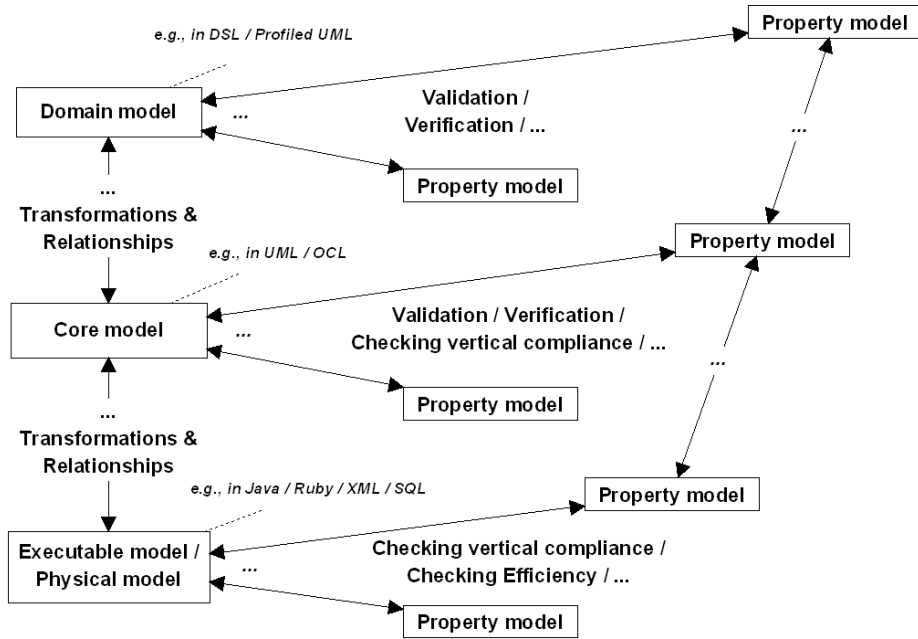 Property model
e.g., in DSL / Profiled UML
Domain model
...
Validation /
Verification / ...
...
Property model
...
Transformations &
Relationships
Property model
e.g., in UML / OCL
Core model
...
Validation / Verification /
Checking vertical compliance / ...
...
Property model
...
Transformations &
Relationships
Property model
e.g., in Java / Ruby / XML / SQL
Executable model /
Physical model
...
Checking vertical compliance /
Checking Efficiency / ...
Property model